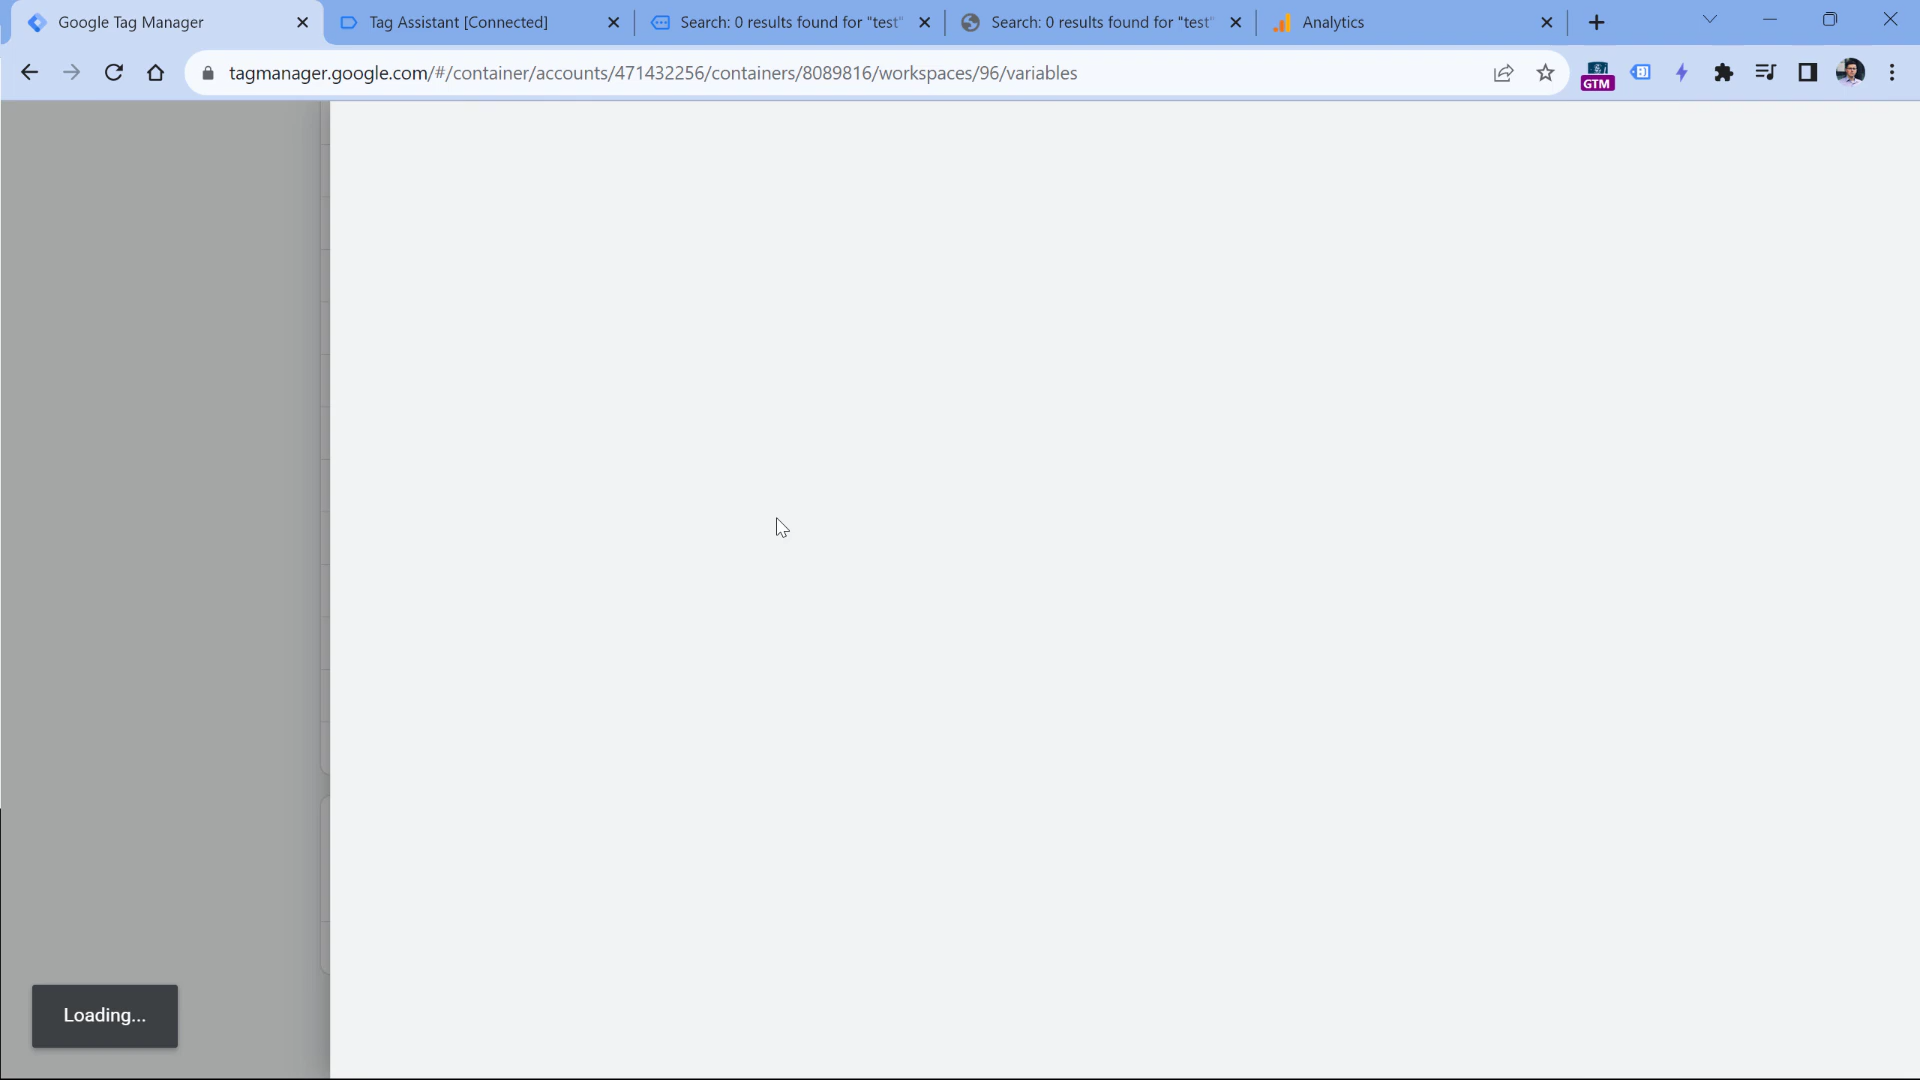 Google Tag Manager
Tag Assistant [Connected]
Search: 0 results found for "test"
Search: 0 results found for "test"
Analytics
tagmanager.google.com/#/container/accounts/471432256/containers/8089816/workspaces/96/variables
GTM
Loading...